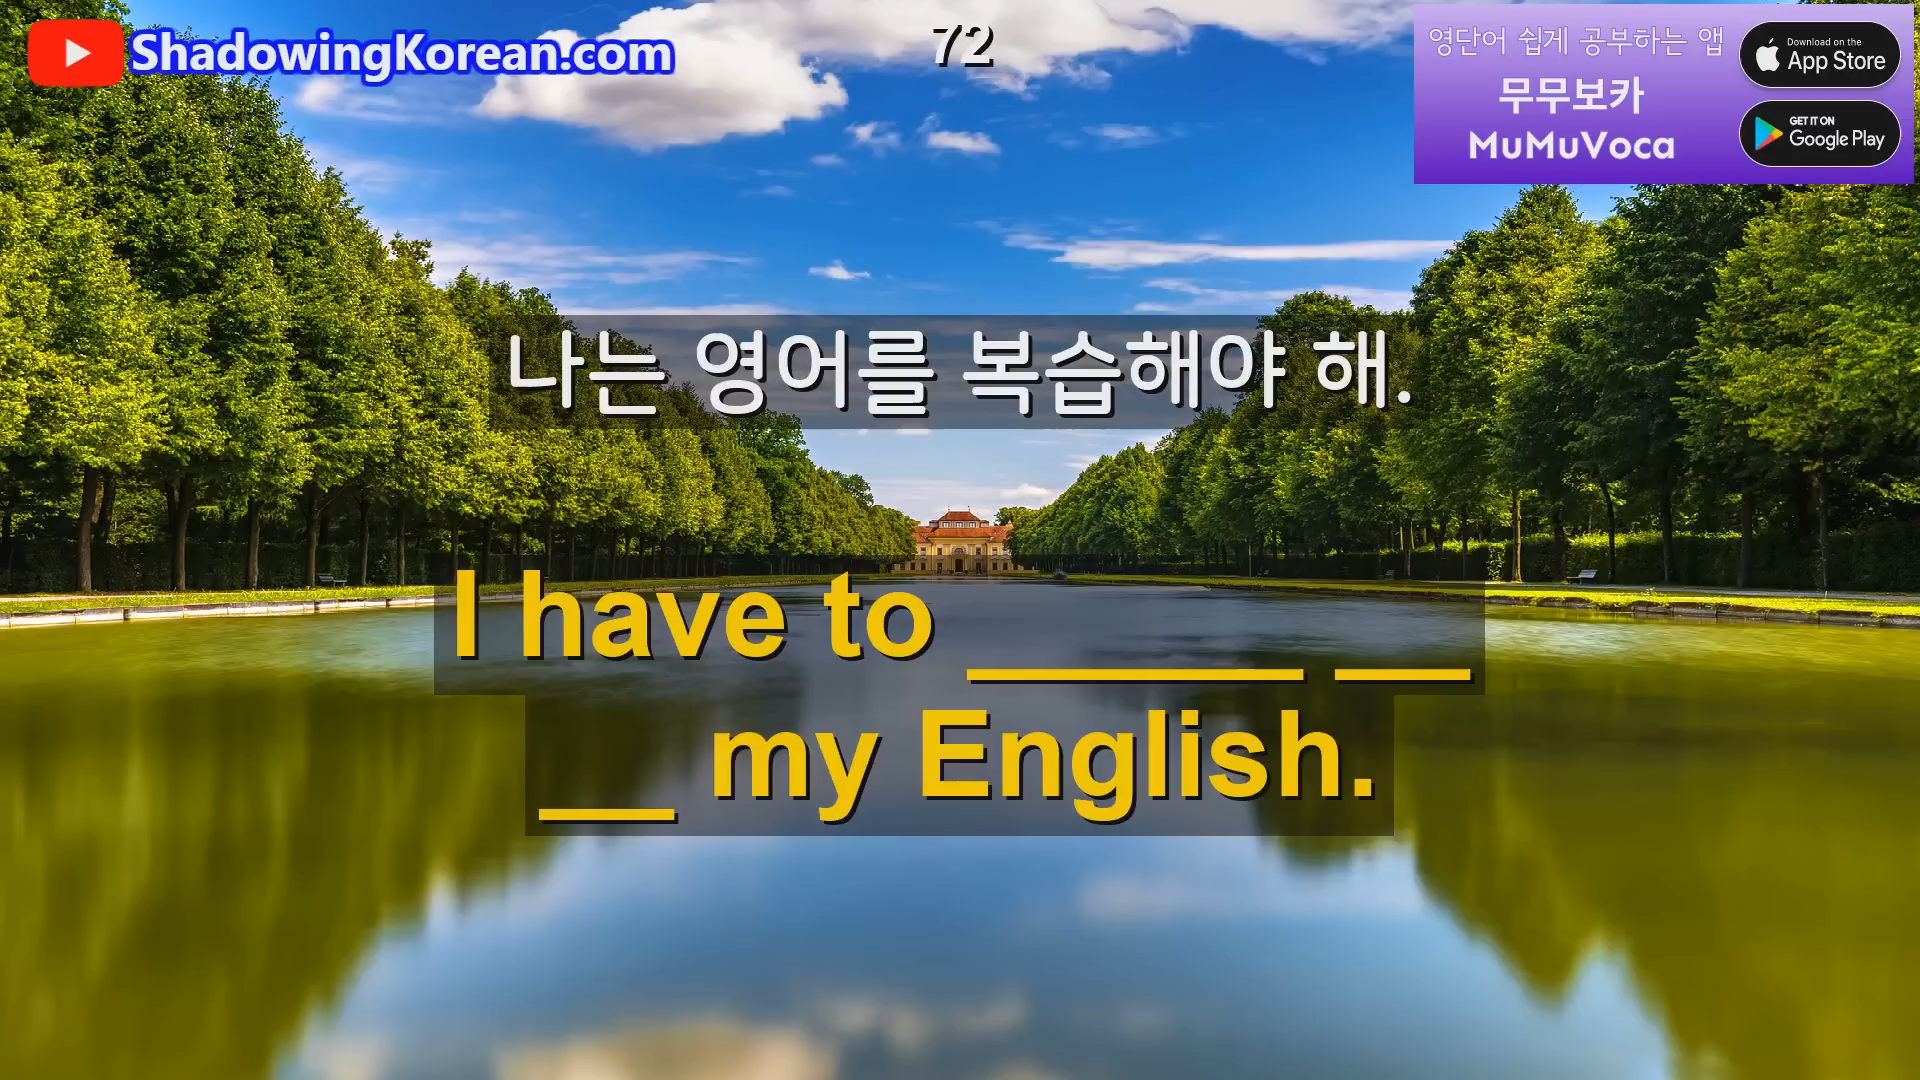 ShadowingKorean.com
72
영단어 쉽게 공부하는 앱
무무보카
MuMuVoca
Download on the
App Store
GET IT ON
Google Play
나는 영어를 복습해야 해.
I have to _____ __
__ my English.